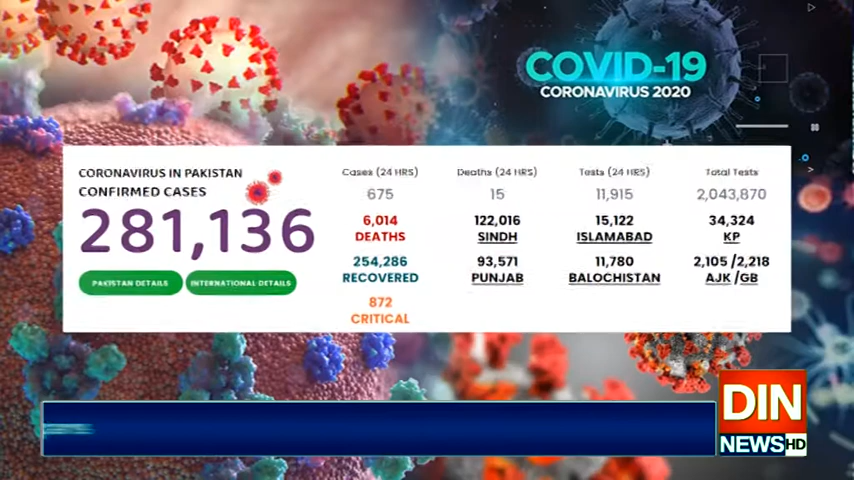 COVID-19
CORONAVIRUS 2020
CORONAVIRUS IN PAKISTAN
CONFIRMED CASES
281,136
PAKISTAN DETAILS
INTERNATIONAL DETAILS
Cases (24 HRS)
675
6,014
DEATHS
254,286
RECOVERED
872
CRITICAL
Deaths (24 HRS)
15
122,016
SINDH
93,571
PUNJAB
Tests (24 HRS)
11,915
15,122
ISLAMABAD
11,780
BALOCHISTAN
Total Tests
2,043,870
34,324
KP
2,105 /2,218
AJK /GB
DIN
NEWS HD